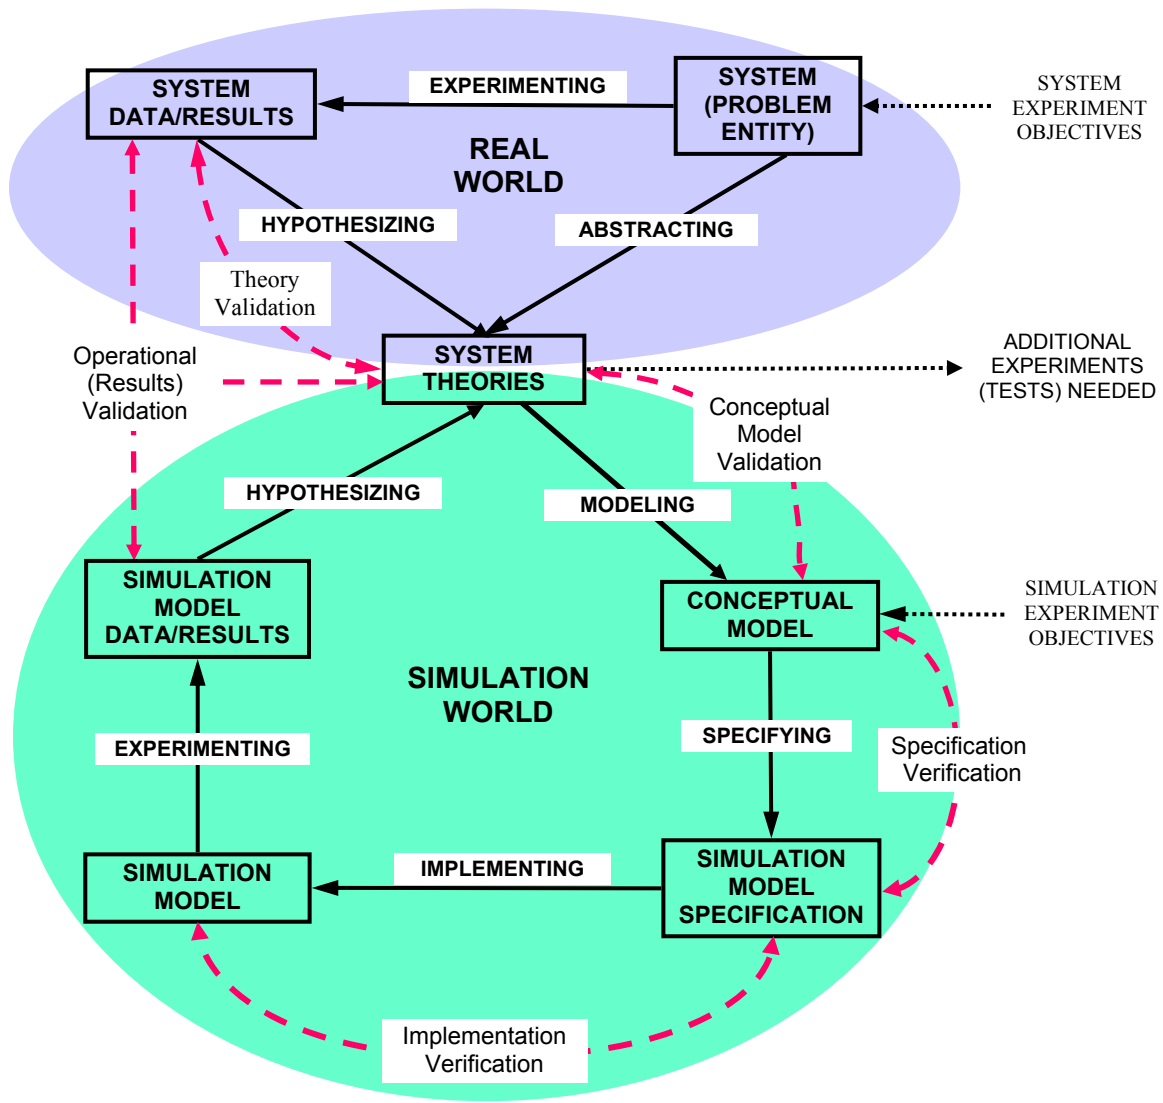 SYSTEM
DATA/RESULTS
EXPERIMENTING
SYSTEM
(PROBLEM
ENTITY)
SYSTEM
EXPERIMENT
OBJECTIVES
REAL
WORLD
HYPOTHESIZING
ABSTRACTING
Theory
Validation
Operational
(Results)
Validation
SYSTEM
THEORIES
ADDITIONAL
EXPERIMENTS
(TESTS) NEEDED
Conceptual
Model
Validation
HYPOTHESIZING
MODELING
SIMULATION
MODEL
DATA/RESULTS
CONCEPTUAL
MODEL
SIMULATION
EXPERIMENT
OBJECTIVES
SIMULATION
WORLD
EXPERIMENTING
SPECIFYING
Specification
Verification
SIMULATION
MODEL
IMPLEMENTING
SIMULATION
MODEL
SPECIFICATION
Implementation
Verification